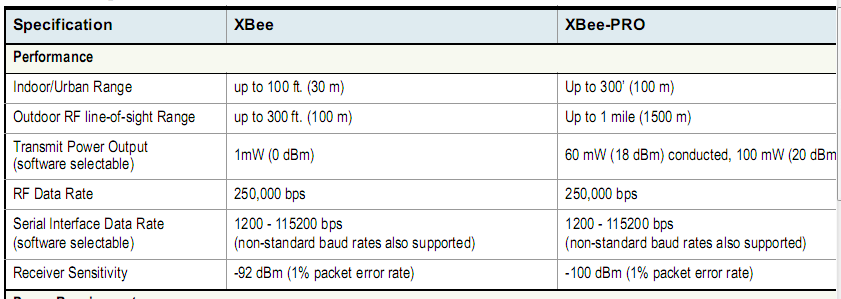 Specification XBee XBee-PRO
Performance
Indoor/Urban Range up to 100 ft. (30 m) Up to 300' (100 m)
Outdoor RF line-of-sight Range up to 300 ft. (100 m) Up to 1 mile (1500 m)
Transmit Power Output
(software selectable) 1mW (0 dBm) 60 mW (18 dBm) conducted, 100 mW (20 dBm
RF Data Rate 250,000 bps 250,000 bps
Serial Interface Data Rate 1200 - 115200 bps 1200 - 115200 bps
(software selectable) (non-standard baud rates also supported) (non-standard baud rates also supported)
Receiver Sensitivity -92 dBm (1% packet error rate) -100 dBm (1% packet error rate)